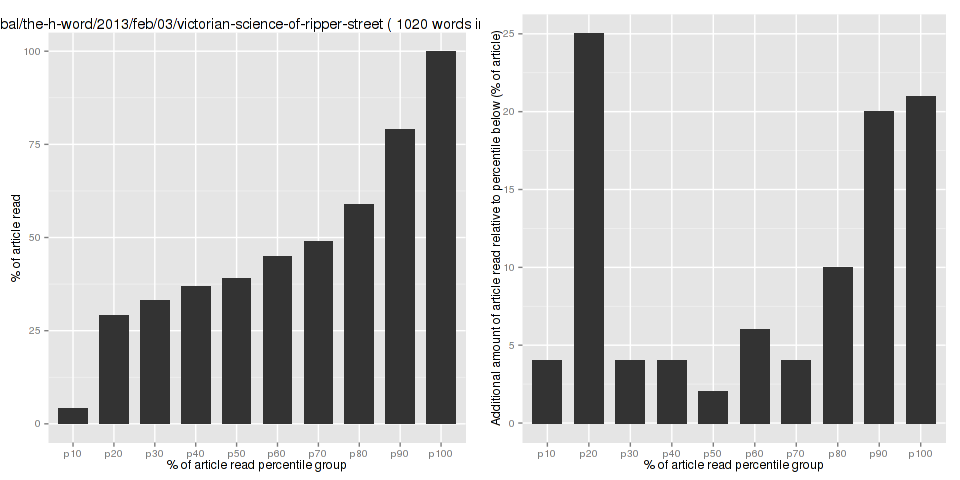 bal/the-h-word/2013/feb/03/victorian-science-of-ripper-street ( 1020 words in
100
75
50
25
0
% of article read
p10 p20 p30 p40 p50 p60 p70 p80 p90 p100
% of article read percentile group
25
20
15
10
5
0
Additional amount of article read relative to percentile below (% of article)
p10 p20 p30 p40 p50 p60 p70 p80 p90 p100
% of article read percentile group